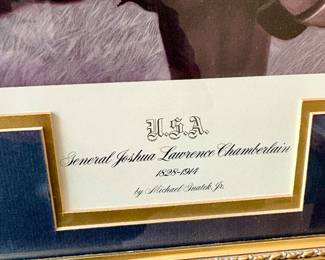 U.S.A.
General Joshua Lawrence Chamberlain
1828-1914
by Michael Gnatek, Jr.